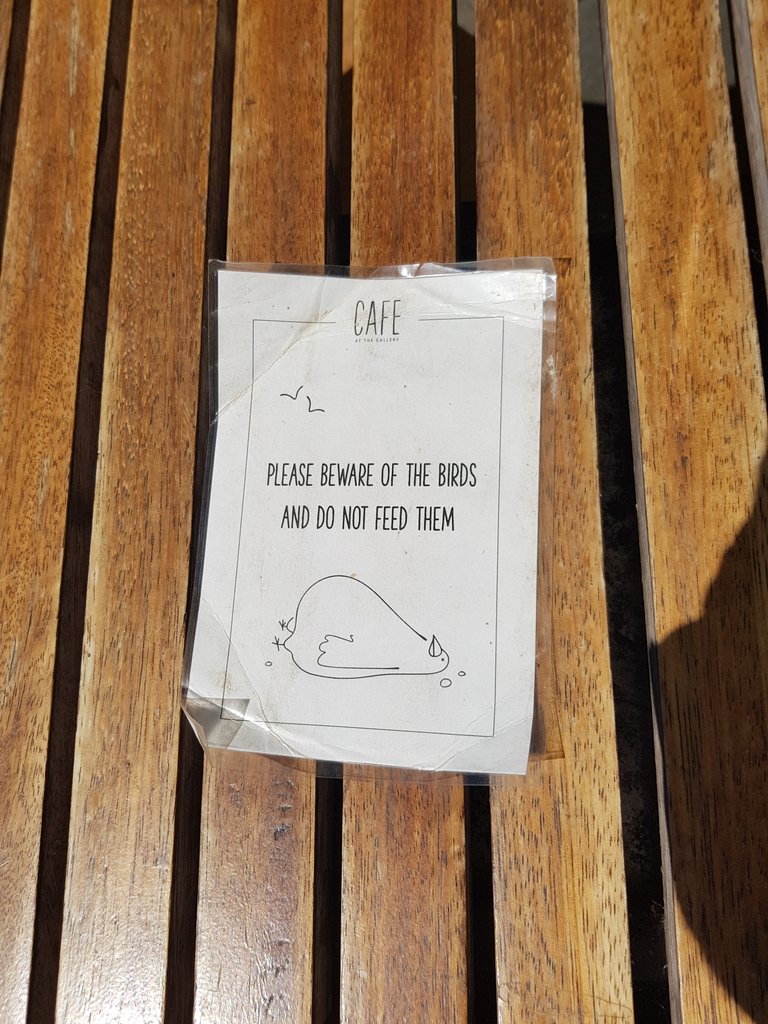 CAFE
AT THE GALLERY
PLEASE BEWARE OF THE BIRDS
AND DO NOT FEED THEM